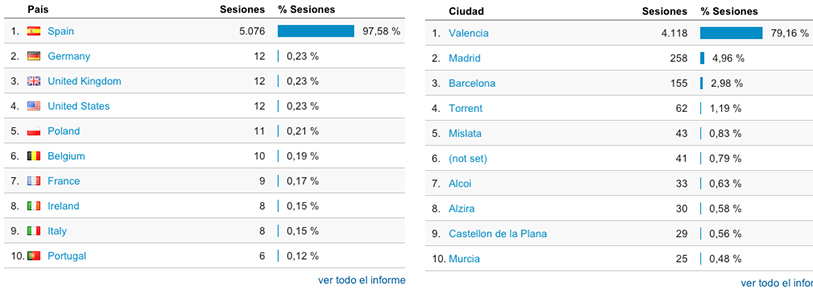 País Sesiones % Sesiones
1. Spain 5.076 97,58 %
2. Germany 12 0,23 %
3. United Kingdom 12 0,23 %
4. United States 12 0,23 %
5. Poland 11 0,21 %
6. Belgium 10 0,19 %
7. France 9 0,17 %
8. Ireland 8 0,15 %
9. Italy 8 0,15 %
10. Portugal 6 0,12 %
ver todo el informe
Ciudad Sesiones % Sesiones
1. Valencia 4.118 79,16 %
2. Madrid 258 4,96 %
3. Barcelona 155 2,98 %
4. Torrent 62 1,19 %
5. Mislata 43 0,83 %
6. (not set) 41 0,79 %
7. Alcoi 33 0,63 %
8. Alzira 30 0,58 %
9. Castellon de la Plana 29 0,56 %
10. Murcia 25 0,48 %
ver todo el infor